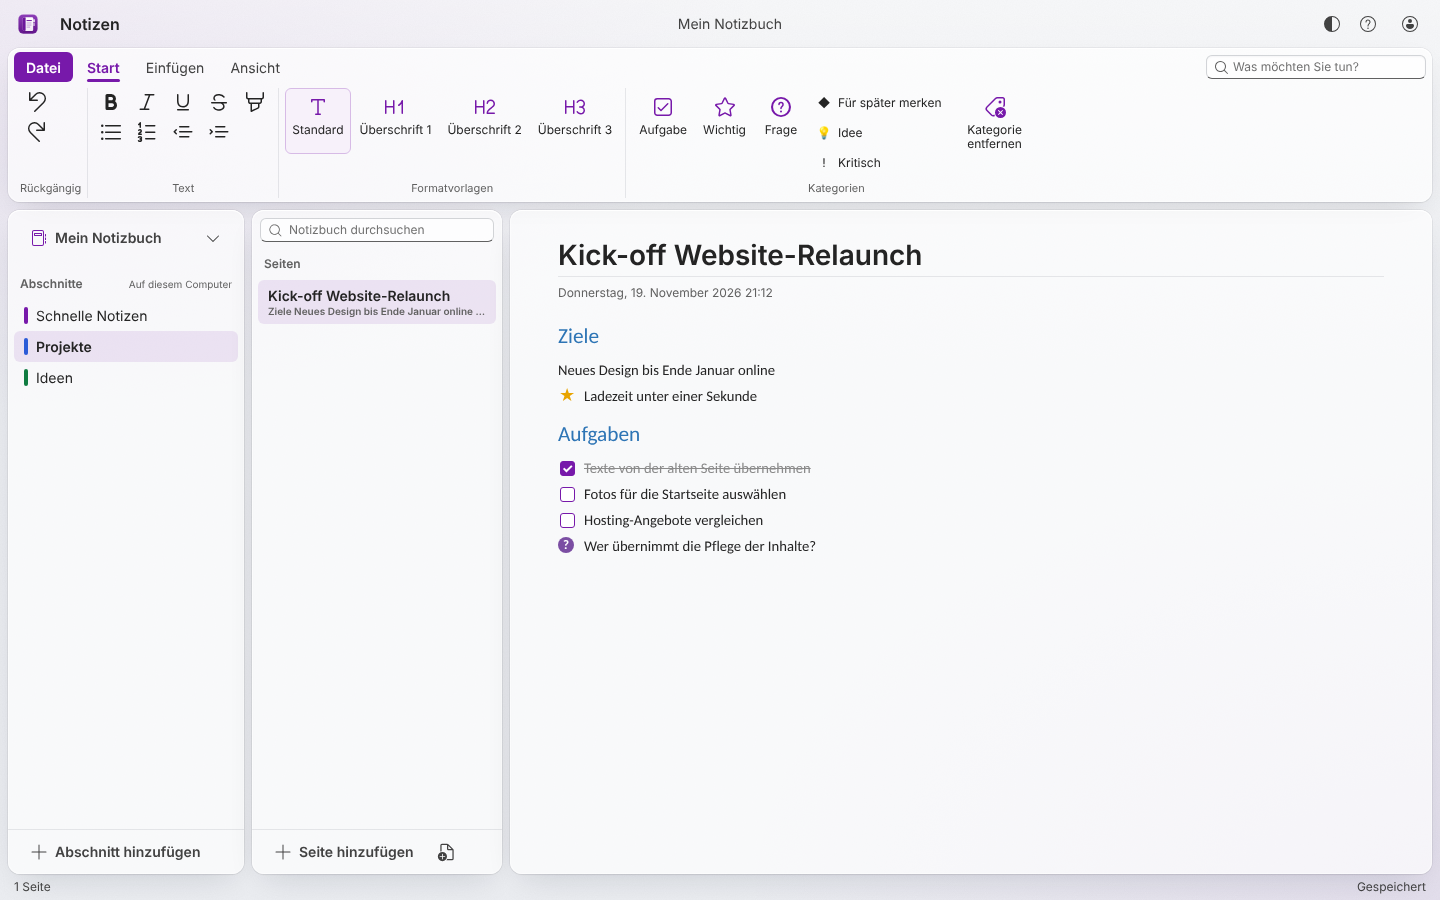 Notizen
Mein Notizbuch
Datei
Start
Einfügen
Ansicht
Was möchten Sie tun?
Rückgängig
Text
Standard
H1
Überschrift 1
H2
Überschrift 2
H3
Überschrift 3
Formatvorlagen
Aufgabe
Wichtig
Frage
Für später merken
Idee
! Kritisch
Kategorie
entfernen
Kategorien
Mein Notizbuch
Abschnitte
Auf diesem Computer
Schnelle Notizen
Projekte
Ideen
Abschnitt hinzufügen
Notizbuch durchsuchen
Seiten
Kick-off Website-Relaunch
Ziele Neues Design bis Ende Januar online ...
Seite hinzufügen
Kick-off Website-Relaunch
Donnerstag, 19. November 2026 21:12
Ziele
Neues Design bis Ende Januar online
Ladezeit unter einer Sekunde
Aufgaben
Texte von der alten Seite übernehmen
Fotos für die Startseite auswählen
Hosting-Angebote vergleichen
Wer übernimmt die Pflege der Inhalte?
1 Seite
Gespeichert